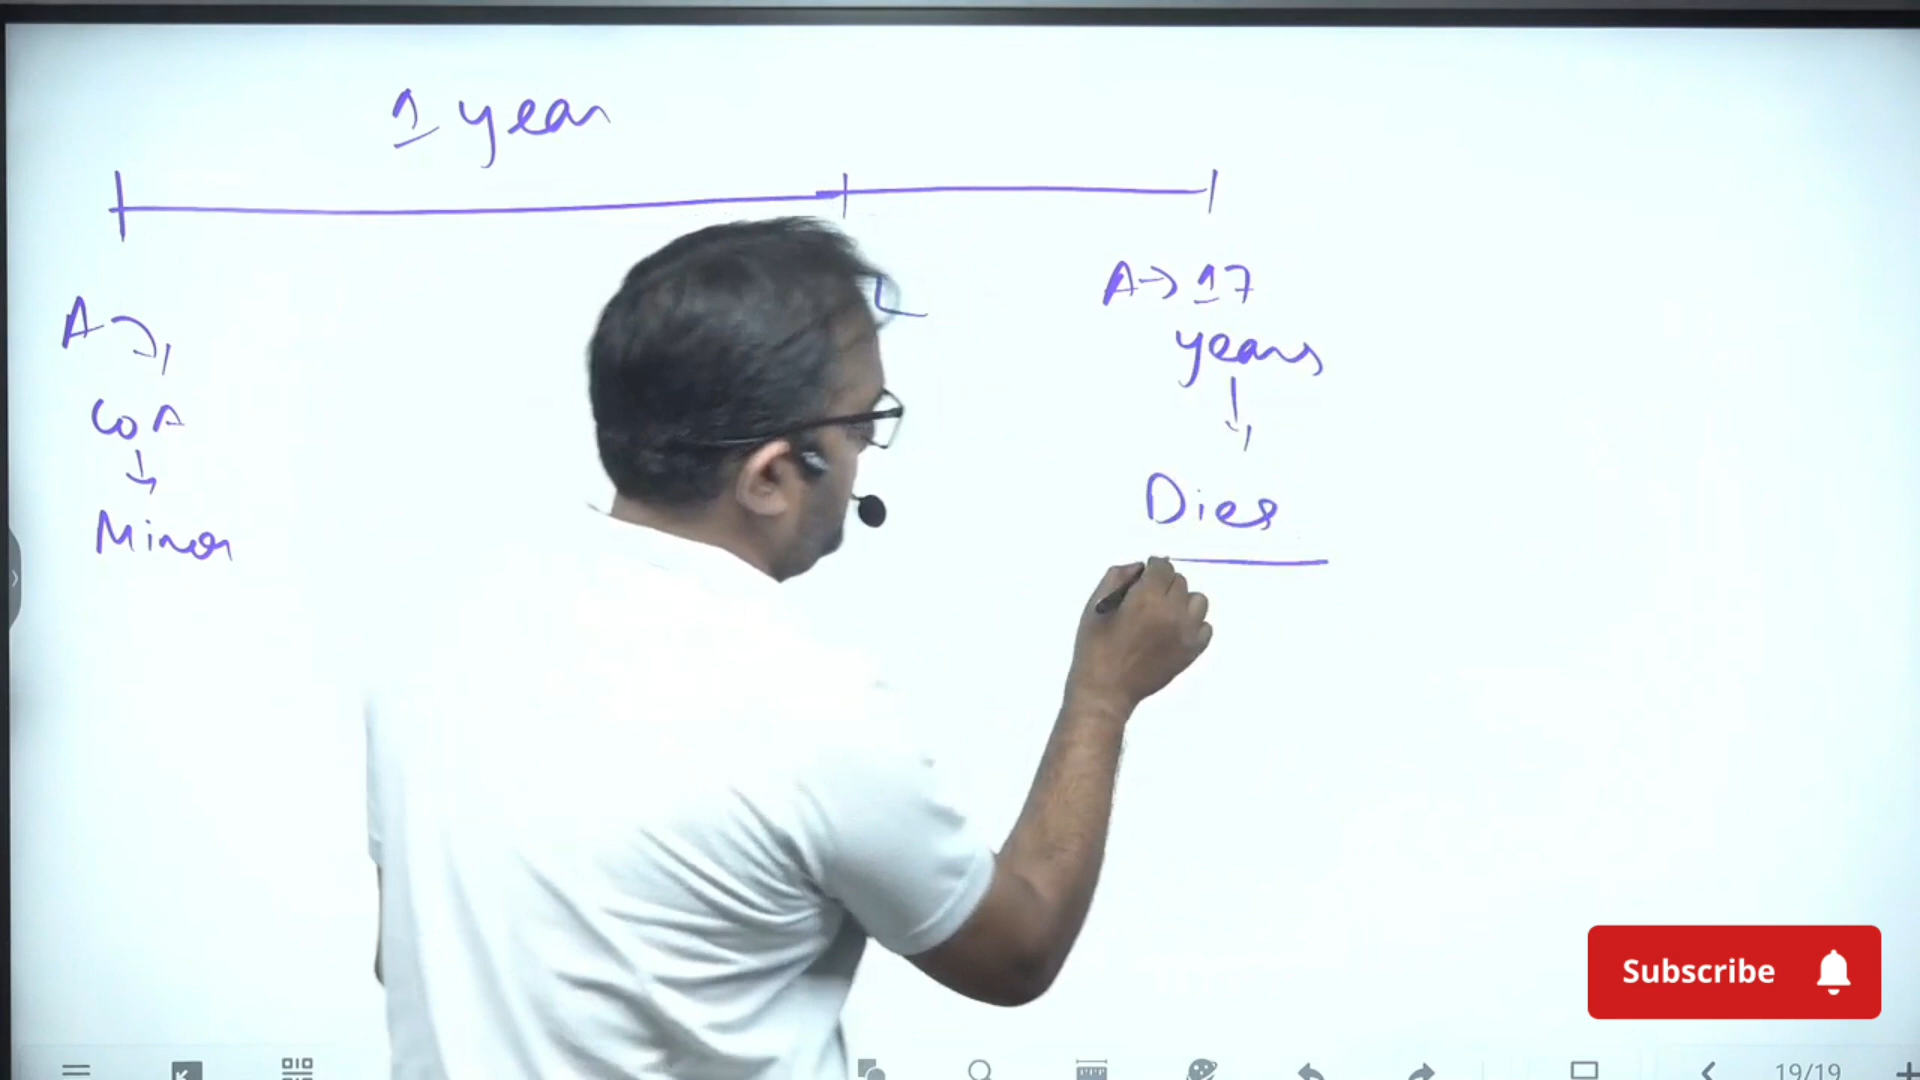 1 year
A → 17
years
A →
CoA
Dies
Minor
Subscribe
19/19